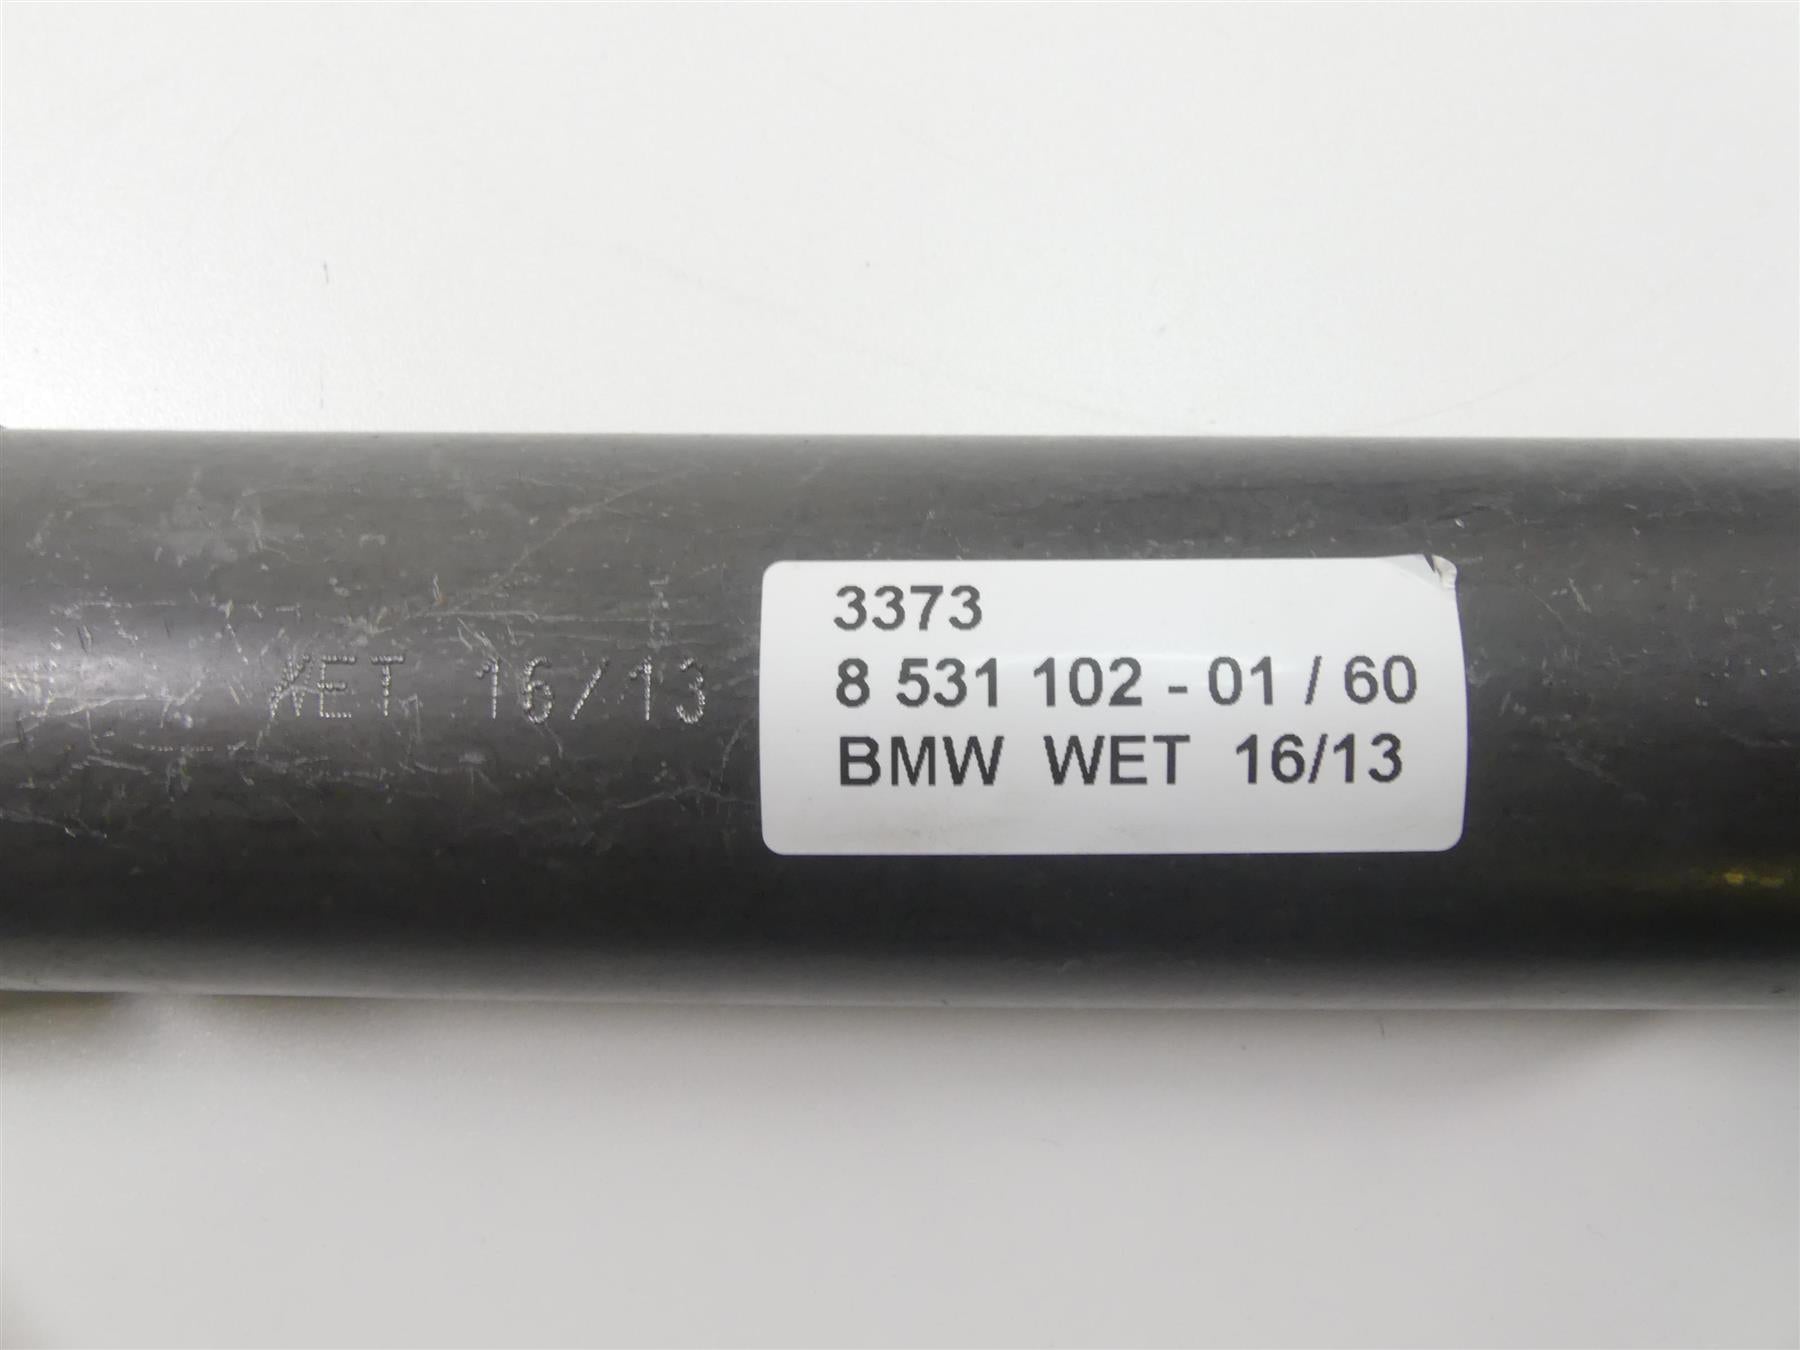 WET 16/13
3373
8 531 102 - 01 / 60
BMW WET 16/13